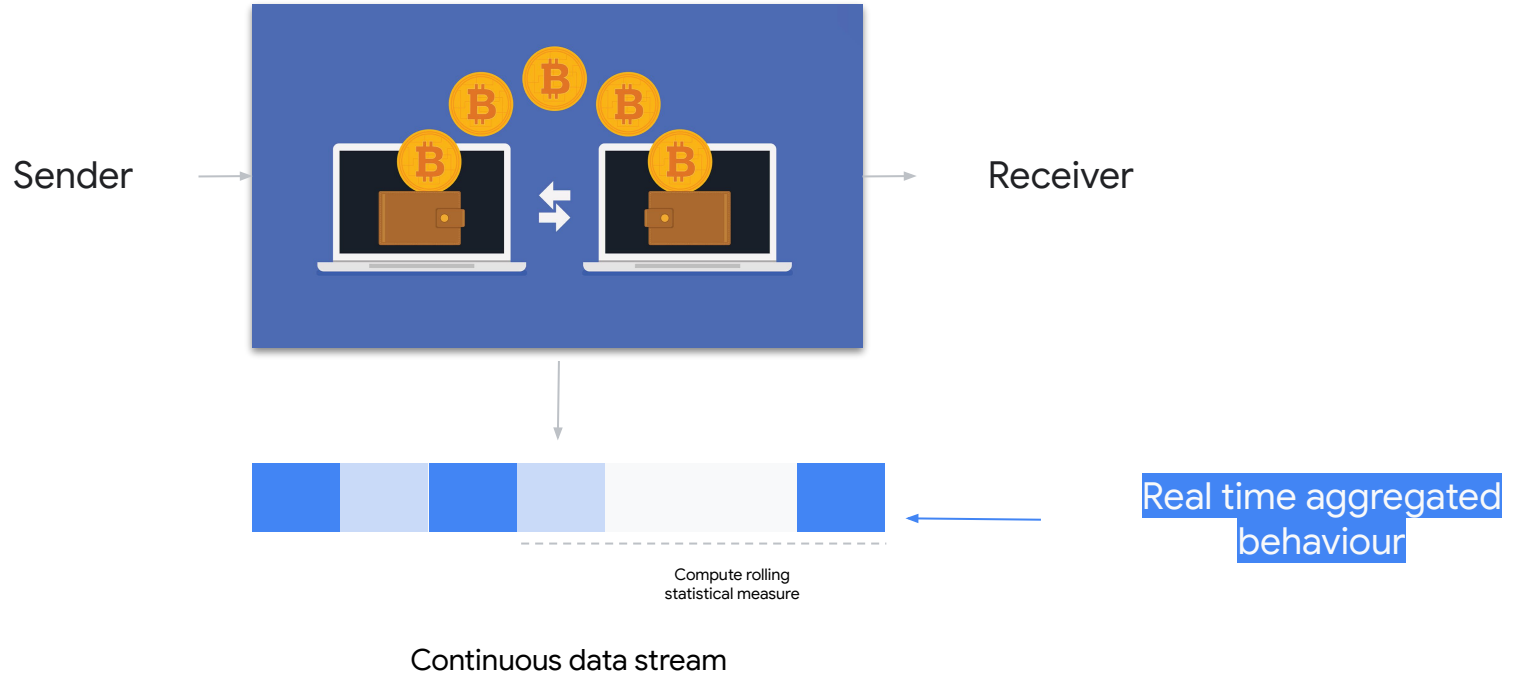 Sender
Receiver
Real time aggregated
behaviour
Compute rolling
statistical measure
Continuous data stream